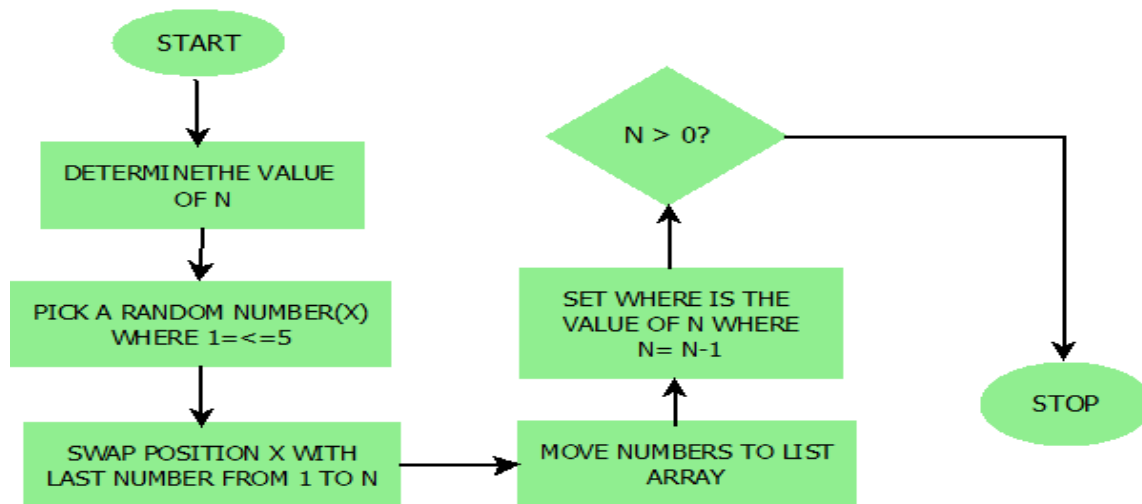 START
DETERMINETHE VALUE
OF N
PICK A RANDOM NUMBER(X)
WHERE 1=<=5
SWAP POSITION X WITH
LAST NUMBER FROM 1 TO N
MOVE NUMBERS TO LIST
ARRAY
SET WHERE IS THE
VALUE OF N WHERE
N= N-1
N > 0?
STOP